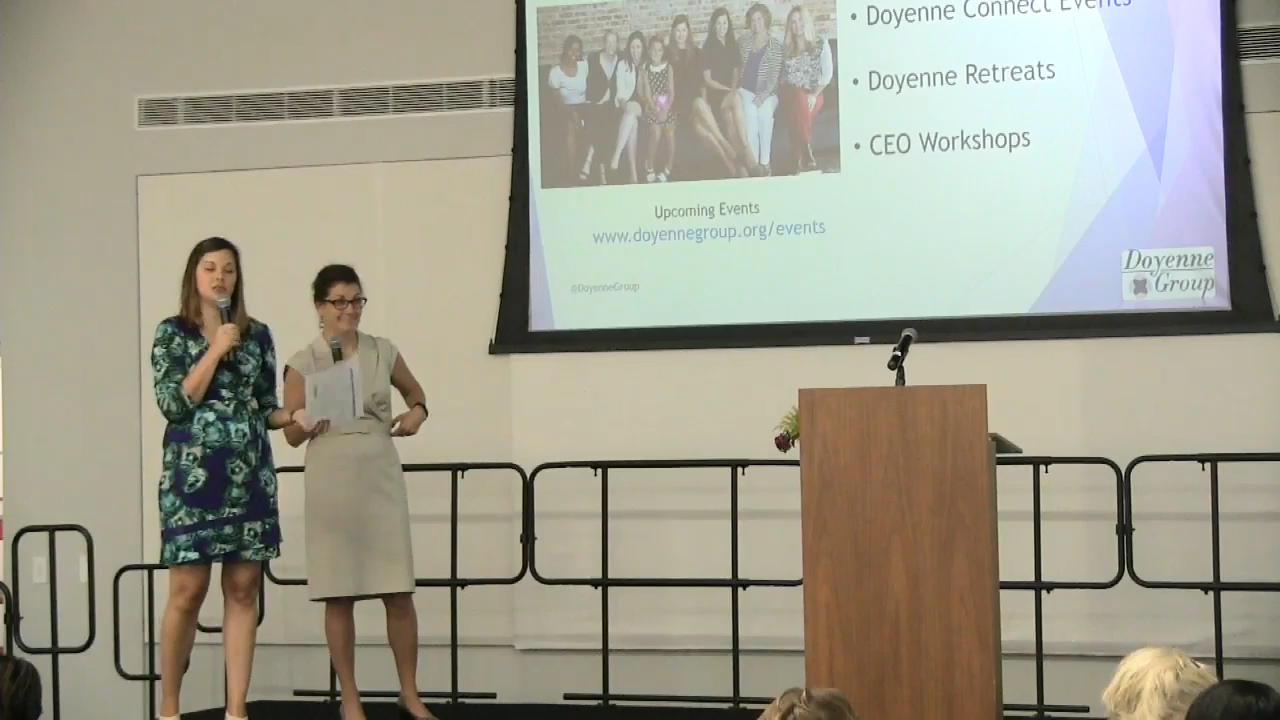 • Doyenne Connect Events
• Doyenne Retreats
• CEO Workshops
Upcoming Events
www.doyennegroup.org/events
@DoyenneGroup
Doyenne
Group